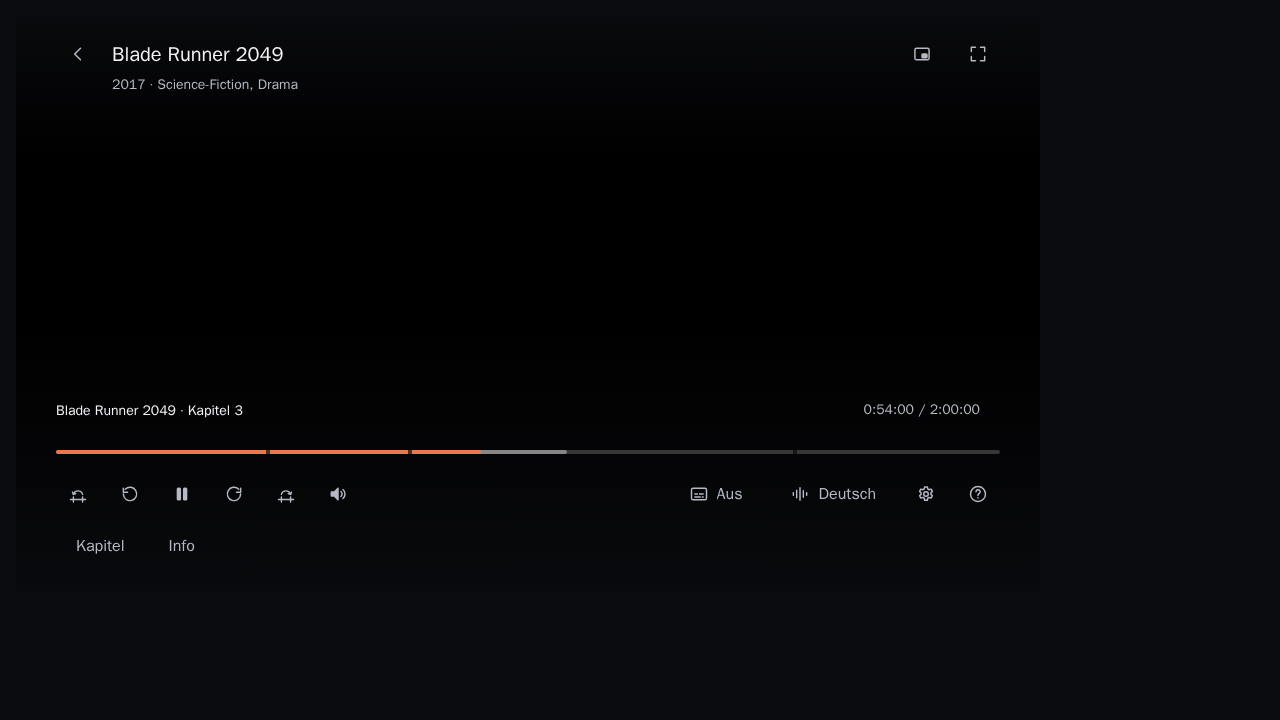 Blade Runner 2049
2017 · Science-Fiction, Drama
Blade Runner 2049 · Kapitel 3
0:54:00 / 2:00:00
Aus
Deutsch
Kapitel
Info